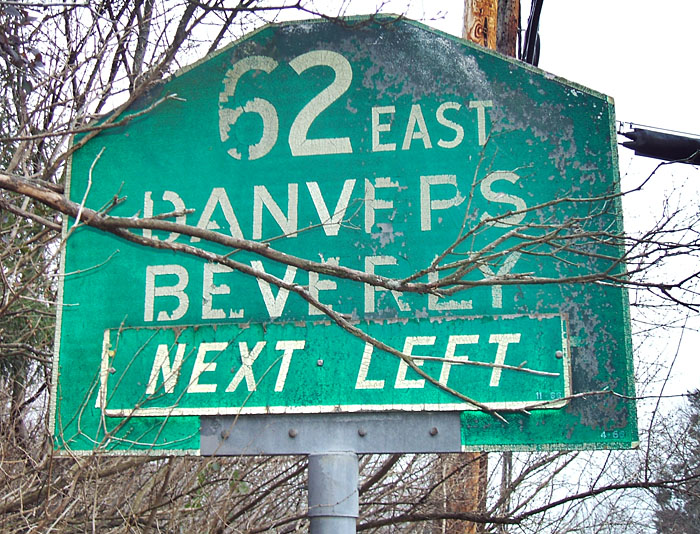 62 EAST
DANVERS
BEVERLY
NEXT LEFT